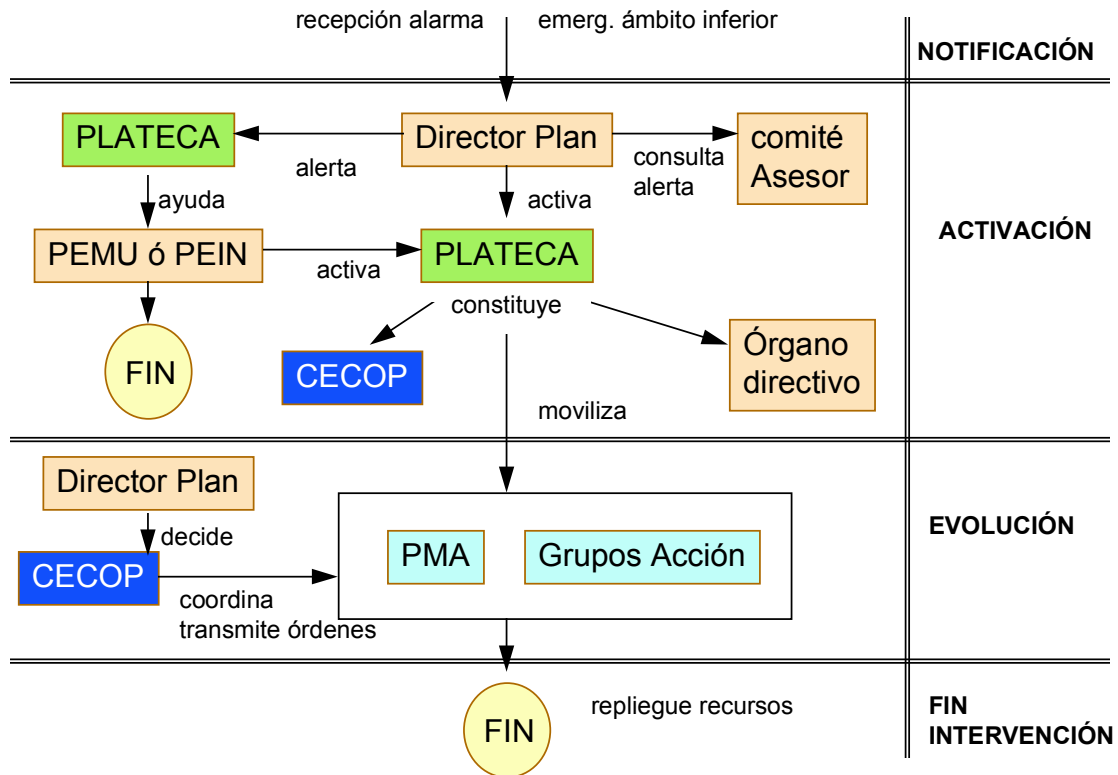 recepción alarma
emerg. ámbito inferior
NOTIFICACIÓN
PLATECA
alerta
Director Plan
consulta
alerta
comité
Asesor
ayuda
activa
ACTIVACIÓN
PEMU ó PEIN
activa
PLATECA
constituye
FIN
CECOP
Órgano
directivo
moviliza
Director Plan
decide
CECOP
coordina
transmite órdenes
PMA
Grupos Acción
EVOLUCIÓN
FIN
repliegue recursos
FIN
INTERVENCIÓN